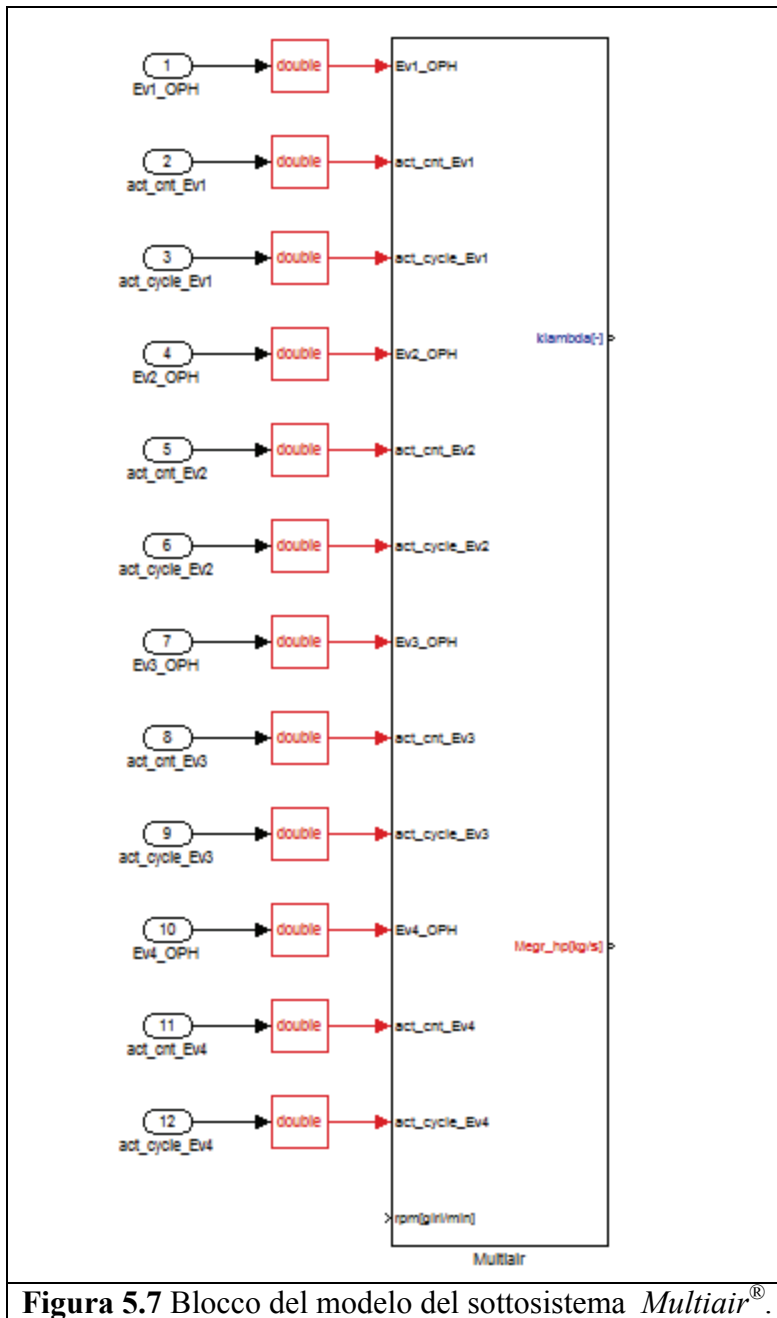 1 double Ev1_OPH
Ev1_OPH
2 double act_cnt_Ev1
act_cnt_Ev1
3 double act_cycle_Ev1
act_cycle_Ev1
klambda[-]
4 double Ev2_OPH
Ev2_OPH
5 double act_cnt_Ev2
act_cnt_Ev2
6 double act_cycle_Ev2
act_cycle_Ev2
7 double Ev3_OPH
Ev3_OPH
8 double act_cnt_Ev3
act_cnt_Ev3
9 double act_cycle_Ev3
act_cycle_Ev3
10 double Ev4_OPH
Ev4_OPH
Megr_hp[kg/s]
11 double act_cnt_Ev4
act_cnt_Ev4
12 double act_cycle_Ev4
act_cycle_Ev4
rpm[giri/min]
Multiair
Figura 5.7 Blocco del modelo del sottosistema Multiair®.